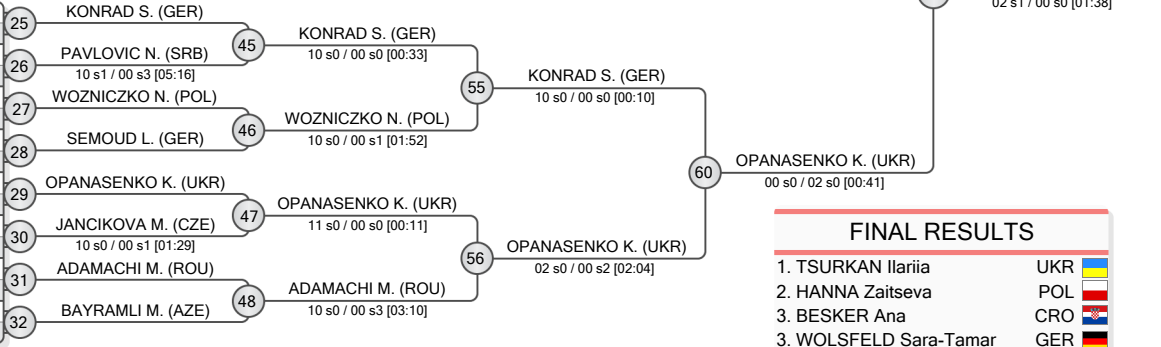 02 s1 / 00 s0 [01:38]
25
KONRAD S. (GER)
45
KONRAD S. (GER)
10 s0 / 00 s0 [00:33]
26
PAVLOVIC N. (SRB)
10 s1 / 00 s3 [05:16]
55
KONRAD S. (GER)
10 s0 / 00 s0 [00:10]
27
WOZNICZKO N. (POL)
46
WOZNICZKO N. (POL)
10 s0 / 00 s1 [01:52]
28
SEMOUD L. (GER)
60
OPANASENKO K. (UKR)
00 s0 / 02 s0 [00:41]
29
OPANASENKO K. (UKR)
47
OPANASENKO K. (UKR)
11 s0 / 00 s0 [00:11]
30
JANCIKOVA M. (CZE)
10 s0 / 00 s1 [01:29]
56
OPANASENKO K. (UKR)
02 s0 / 00 s2 [02:04]
31
ADAMACHI M. (ROU)
48
ADAMACHI M. (ROU)
10 s0 / 00 s3 [03:10]
32
BAYRAMLI M. (AZE)
FINAL RESULTS
1. TSURKAN Ilariia UKR
2. HANNA Zaitseva POL
3. BESKER Ana CRO
3. WOLSFELD Sara-Tamar GER